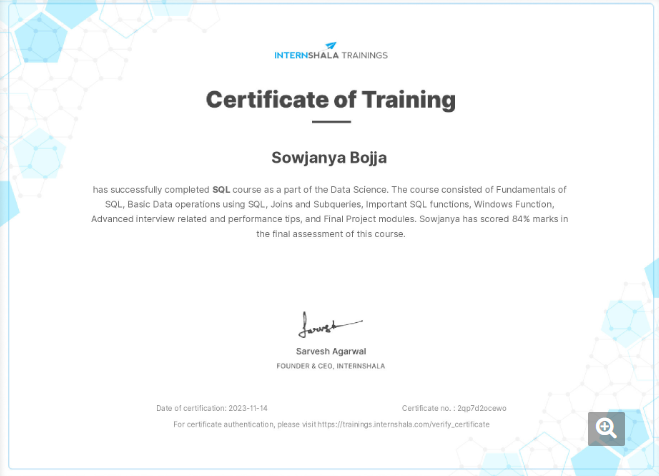 INTERNSHALA TRAININGS
Certificate of Training
Sowjanya Bojja
has successfully completed SQL course as a part of the Data Science. The course consisted of Fundamentals of
SQL, Basic Data operations using SQL, Joins and Subqueries, Important SQL functions, Windows Function,
Advanced interview related and performance tips, and Final Project modules. Sowjanya has scored 84% marks in
the final assessment of this course.
Sarvesh
Sarvesh Agarwal
FOUNDER & CEO, INTERNSHALA
Date of certification: 2023-11-14 Certificate no. : 2qp7d2ocewo
For certificate authentication, please visit https://trainings.internshala.com/verify_certificate